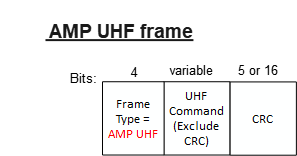 AMP UHF frame
Bits: 4 variable 5 or 16
Frame
Type =
AMP UHF
UHF
Command
(Exclude
CRC)
CRC